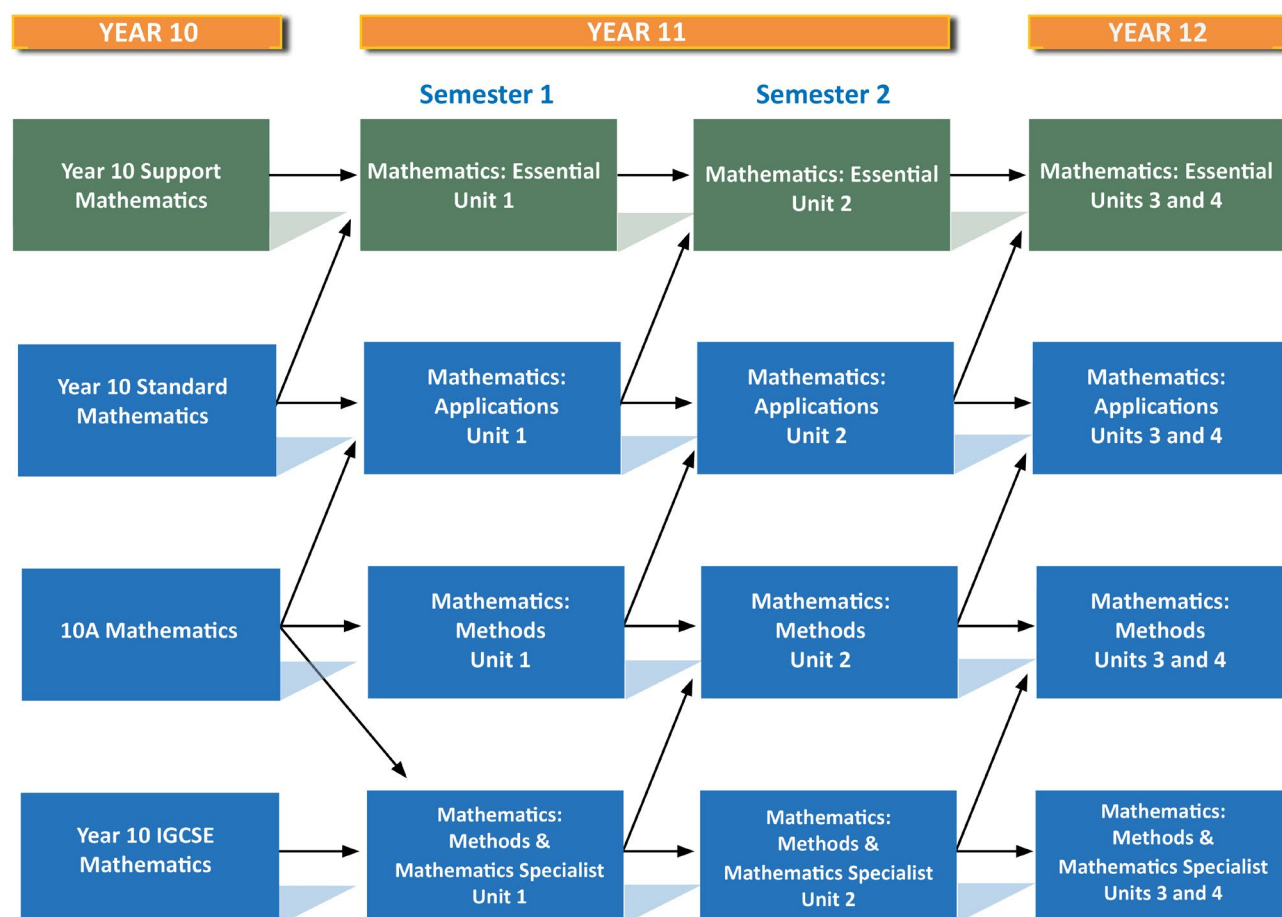 YEAR 10
YEAR 11
YEAR 12
Semester 1
Semester 2
Year 10 Support
Mathematics
Mathematics: Essential
Unit 1
Mathematics: Essential
Unit 2
Mathematics: Essential
Units 3 and 4
Year 10 Standard
Mathematics
Mathematics:
Applications
Unit 1
Mathematics:
Applications
Unit 2
Mathematics:
Applications
Units 3 and 4
10A Mathematics
Mathematics:
Methods
Unit 1
Mathematics:
Methods
Unit 2
Mathematics:
Methods
Units 3 and 4
Year 10 IGCSE
Mathematics
Mathematics:
Methods &
Mathematics Specialist
Unit 1
Mathematics:
Methods &
Mathematics Specialist
Unit 2
Mathematics:
Methods &
Mathematics Specialist
Units 3 and 4